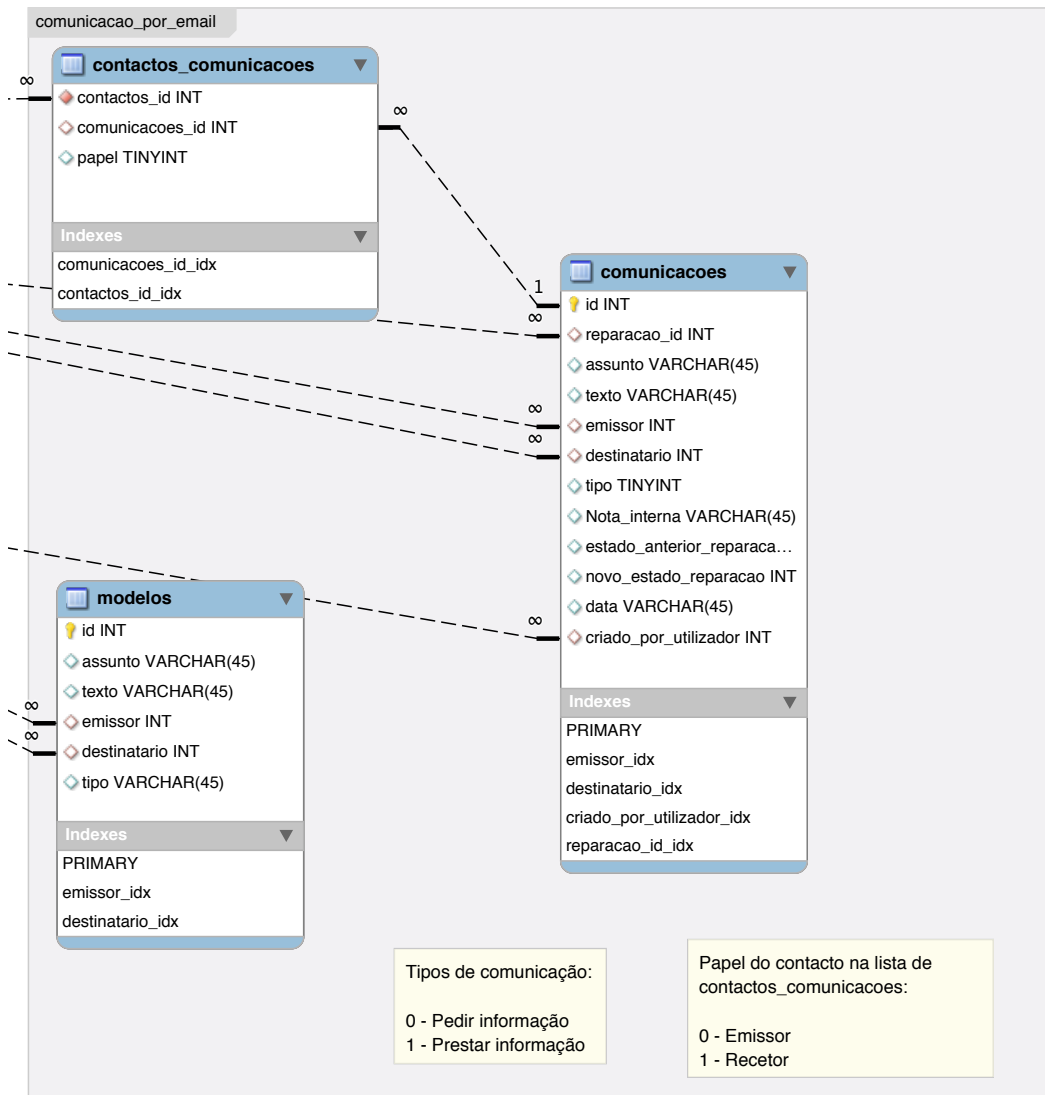 comunicacao_por_email
contactos_comunicacoes
∞
contactos_id INT
comunicacoes_id INT
∞
papel TINYINT
Indexes
comunicacoes_id_idx
contactos_id_idx
comunicacoes
1
id INT
∞
reparacao_id INT
assunto VARCHAR(45)
texto VARCHAR(45)
∞
emissor INT
∞
destinatario INT
tipo TINYINT
Nota_interna VARCHAR(45)
estado_anterior_reparaca...
novo_estado_reparacao INT
data VARCHAR(45)
∞
criado_por_utilizador INT
Indexes
PRIMARY
emissor_idx
destinatario_idx
criado_por_utilizador_idx
reparacao_id_idx
modelos
id INT
assunto VARCHAR(45)
texto VARCHAR(45)
∞
emissor INT
∞
destinatario INT
tipo VARCHAR(45)
Indexes
PRIMARY
emissor_idx
destinatario_idx
Tipos de comunicação:
0 - Pedir informação
1 - Prestar informação
Papel do contacto na lista de
contactos_comunicacoes:
0 - Emissor
1 - Recetor